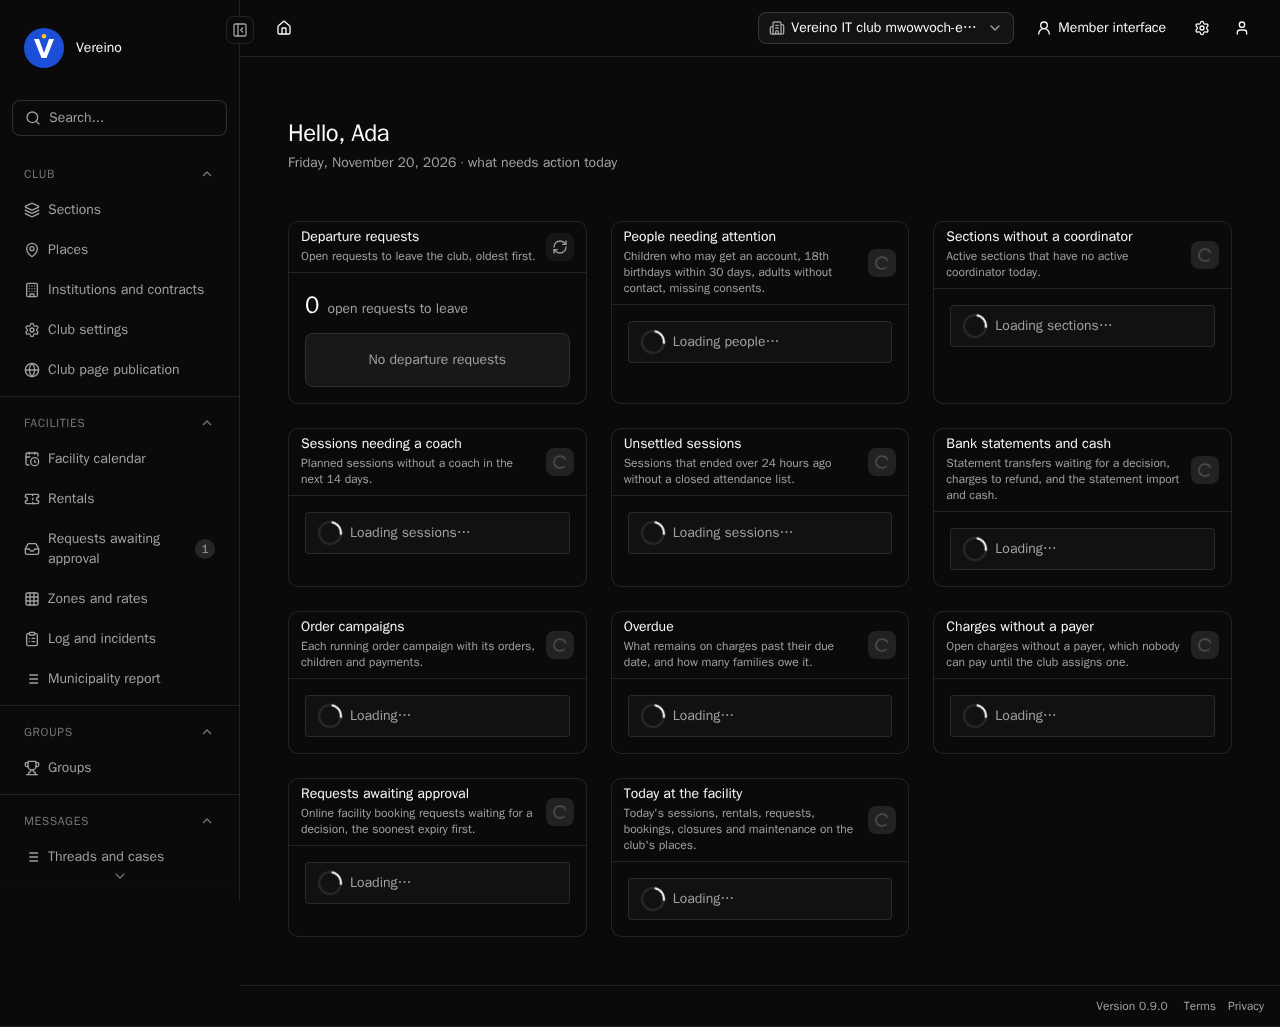 Vereino
Vereino IT club mwowvoch-e…
Member interface
Search...
CLUB
Sections
Places
Institutions and contracts
Club settings
Club page publication
FACILITIES
Facility calendar
Rentals
Requests awaiting
approval
1
Zones and rates
Log and incidents
Municipality report
GROUPS
Groups
MESSAGES
Threads and cases
Hello, Ada
Friday, November 20, 2026 · what needs action today
Departure requests
Open requests to leave the club, oldest first.
0 open requests to leave
No departure requests
People needing attention
Children who may get an account, 18th
birthdays within 30 days, adults without
contact, missing consents.
Loading people…
Sections without a coordinator
Active sections that have no active
coordinator today.
Loading sections…
Sessions needing a coach
Planned sessions without a coach in the
next 14 days.
Loading sessions…
Unsettled sessions
Sessions that ended over 24 hours ago
without a closed attendance list.
Loading sessions…
Bank statements and cash
Statement transfers waiting for a decision,
charges to refund, and the statement import
and cash.
Loading…
Order campaigns
Each running order campaign with its orders,
children and payments.
Loading…
Overdue
What remains on charges past their due
date, and how many families owe it.
Loading…
Charges without a payer
Open charges without a payer, which nobody
can pay until the club assigns one.
Loading…
Requests awaiting approval
Online facility booking requests waiting for a
decision, the soonest expiry first.
Loading…
Today at the facility
Today's sessions, rentals, requests,
bookings, closures and maintenance on the
club's places.
Loading…
Version 0.9.0
Terms
Privacy